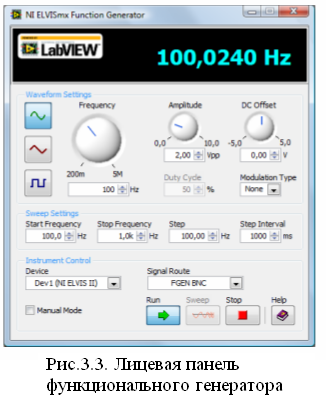 NI ELVISmx Function Generator
LabVIEW
100,0240 Hz
Waveform Settings
Frequency
Amplitude
DC Offset
0,0 10,0 -5,0 5,0
200m 5M
2,00 Vpp 0,00 V
100 Hz
Duty Cycle
Modulation Type
50 %
None
Sweep Settings
Start Frequency Stop Frequency Step Step Interval
100,0 Hz 1,0k Hz 100,00 Hz 1000 ms
Instrument Control
Device
Signal Route
Dev1 (NI ELVIS II)
FGEN BNC
Run Sweep Stop Help
Manual Mode
Рис.3.3. Лицевая панель
функционального генератора